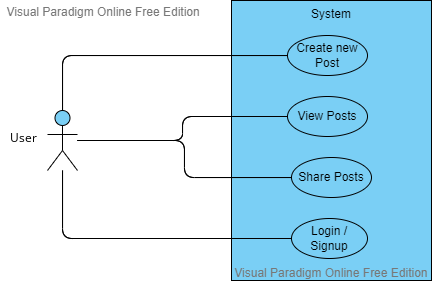 Visual Paradigm Online Free Edition
System
Create new
Post
View Posts
User
Share Posts
Login /
Signup
Visual Paradigm Online Free Edition